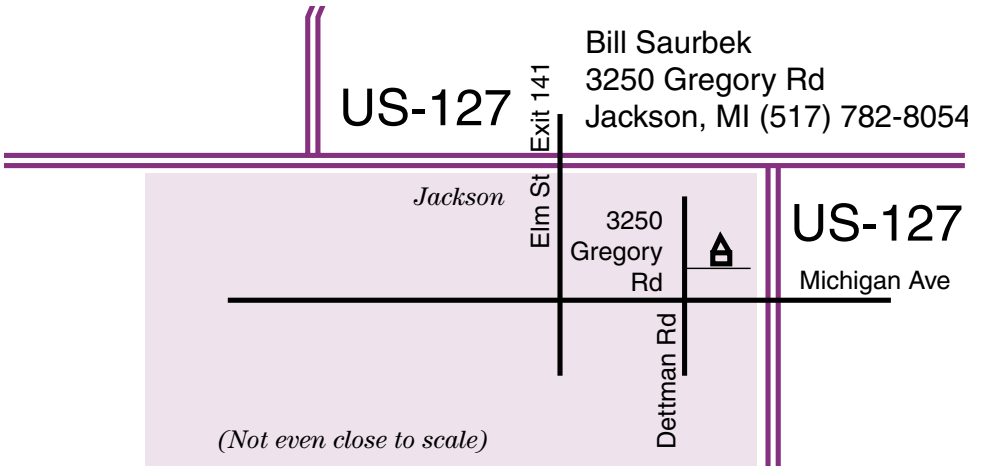 Bill Saurbek
3250 Gregory Rd
Jackson, MI (517) 782-8054
US-127
Elm St  Exit 141
Jackson
3250
Gregory
Rd
US-127
Michigan Ave
Dettman Rd
(Not even close to scale)